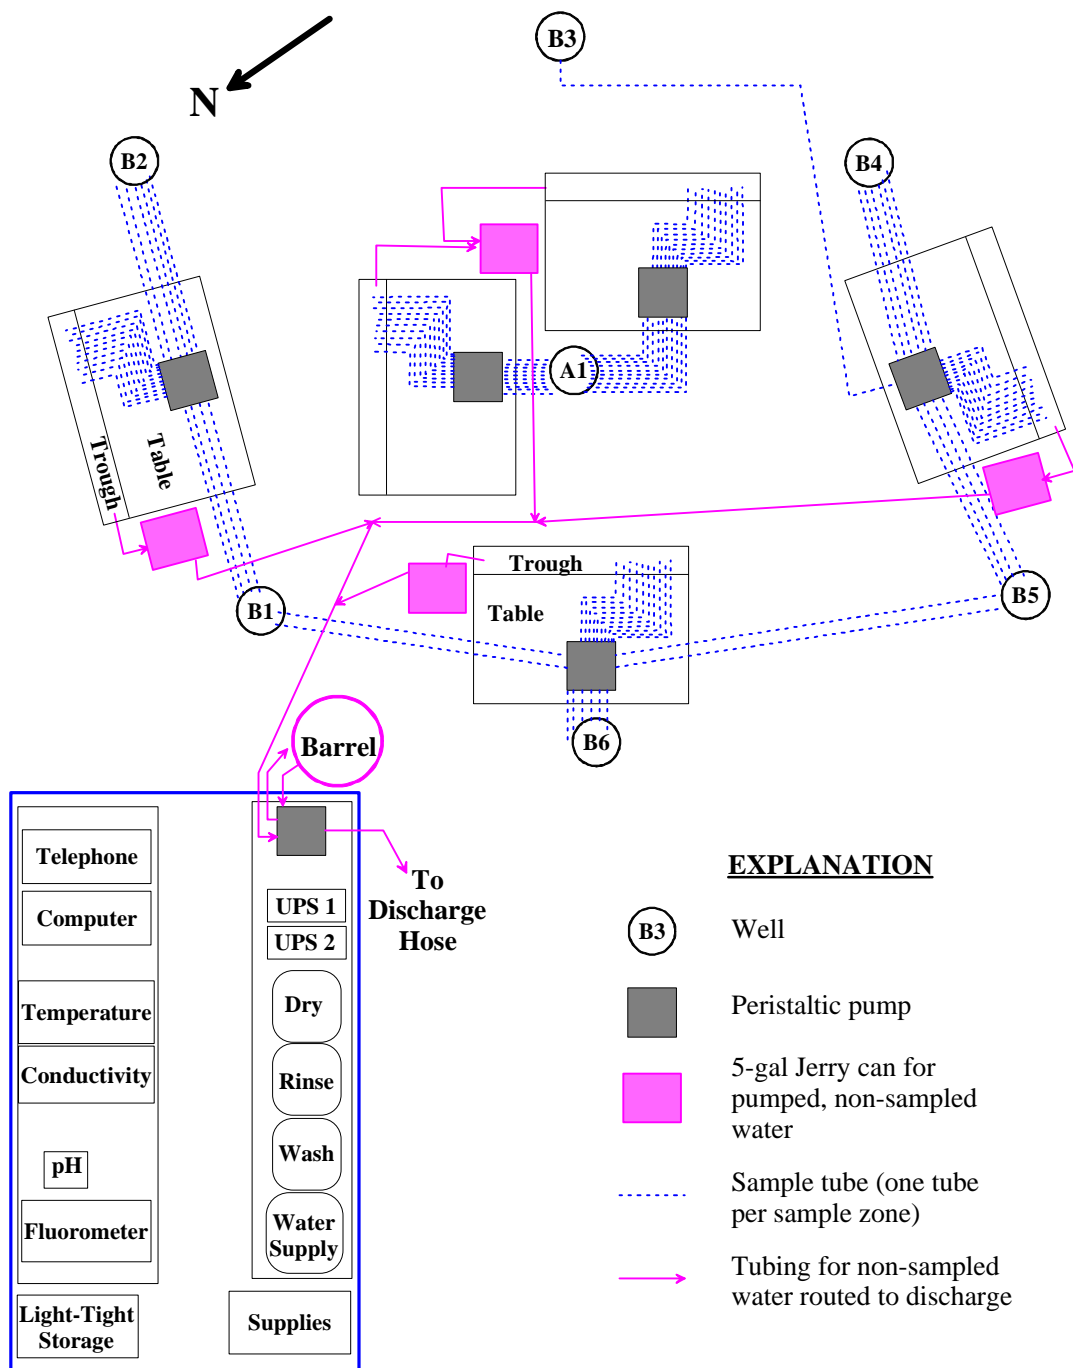 B3
N
B2
B4
A1
Trough
Table
Trough
Table
B1
B5
B6
Barrel
Telephone
Computer
Temperature
Conductivity
pH
Fluorometer
Light-Tight
Storage
UPS 1
UPS 2
Dry
Rinse
Wash
Water
Supply
Supplies
To
Discharge
Hose
EXPLANATION
B3
Well
Peristaltic pump
5-gal Jerry can for
pumped, non-sampled
water
Sample tube (one tube
per sample zone)
Tubing for non-sampled
water routed to discharge